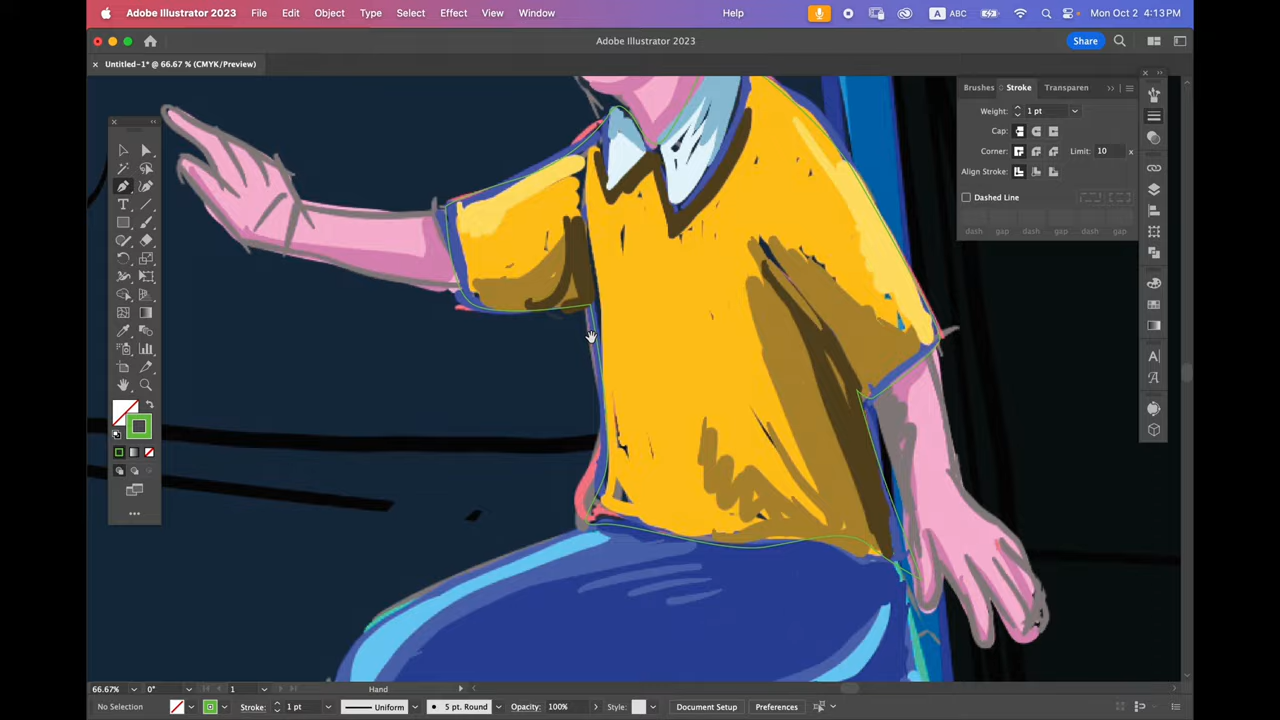 Adobe Illustrator 2023 File Edit Object Type Select Effect View Window Help A ABC Mon Oct 2 4:13 PM
Adobe Illustrator 2023 Share
× Untitled-1* @ 66.67 % (CMYK/Preview)
Brushes Stroke Transparen
Weight: 1 pt
Cap:
Corner: Limit: 10 x
Align Stroke:
Dashed Line
dash gap dash gap dash gap
66.67% 0° 1 Hand
No Selection Stroke: 1 pt Uniform 5 pt. Round Opacity: 100% Style: Document Setup Preferences